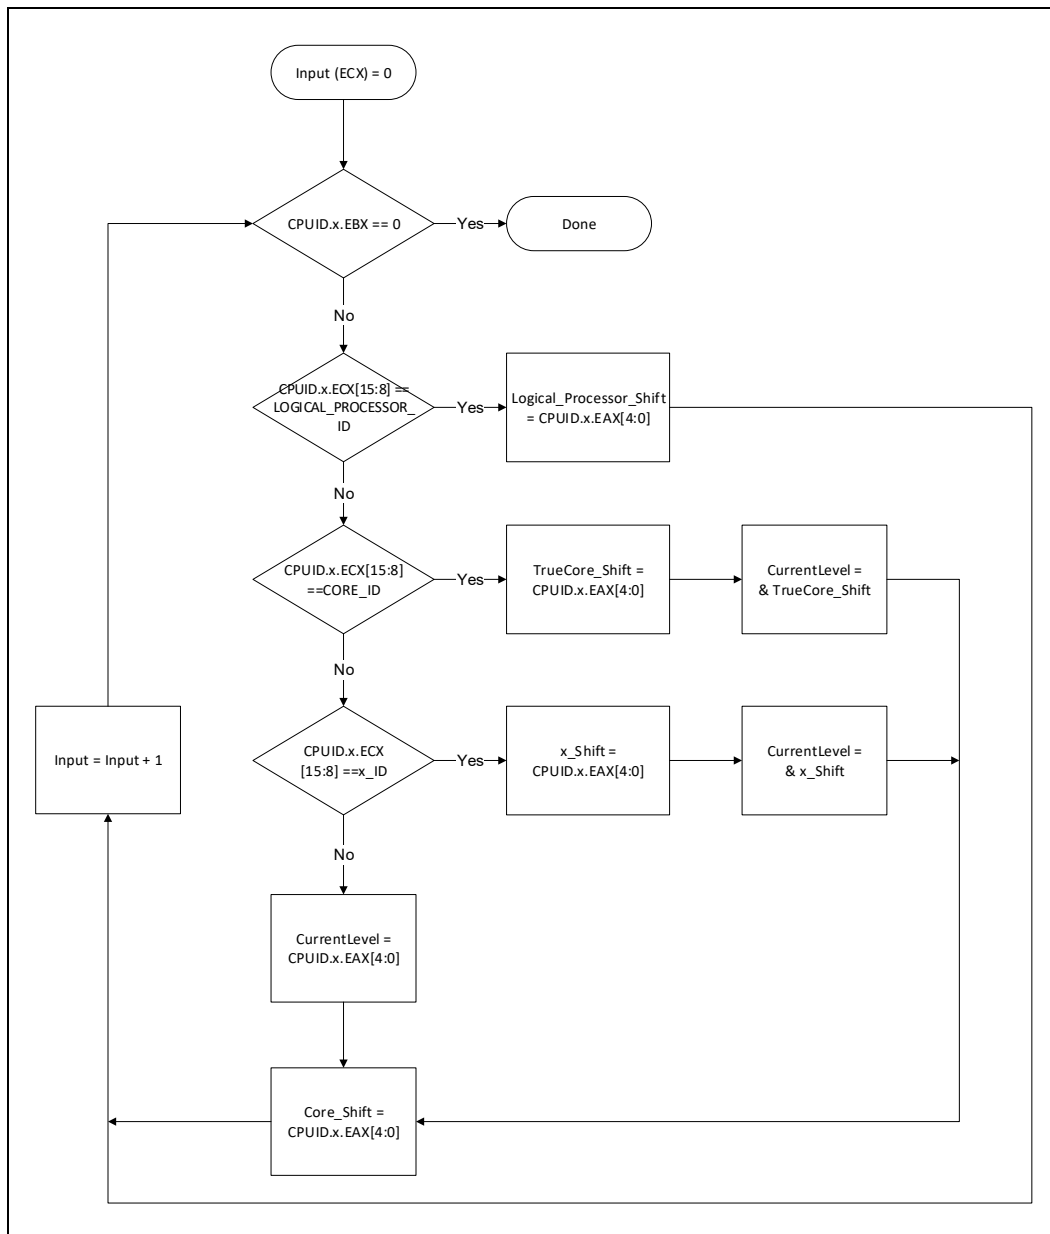 Input (ECX) = 0
CPUID.x.EBX == 0
Yes
Done
No
CPUID.x.ECX[15:8] ==
LOGICAL_PROCESSOR_
ID
Yes
Logical_Processor_Shift
= CPUID.x.EAX[4:0]
No
CPUID.x.ECX[15:8]
==CORE_ID
Yes
TrueCore_Shift =
CPUID.x.EAX[4:0]
CurrentLevel =
& TrueCore_Shift
No
Input = Input + 1
CPUID.x.ECX
[15:8] ==x_ID
Yes
x_Shift =
CPUID.x.EAX[4:0]
CurrentLevel =
& x_Shift
No
CurrentLevel =
CPUID.x.EAX[4:0]
Core_Shift =
CPUID.x.EAX[4:0]